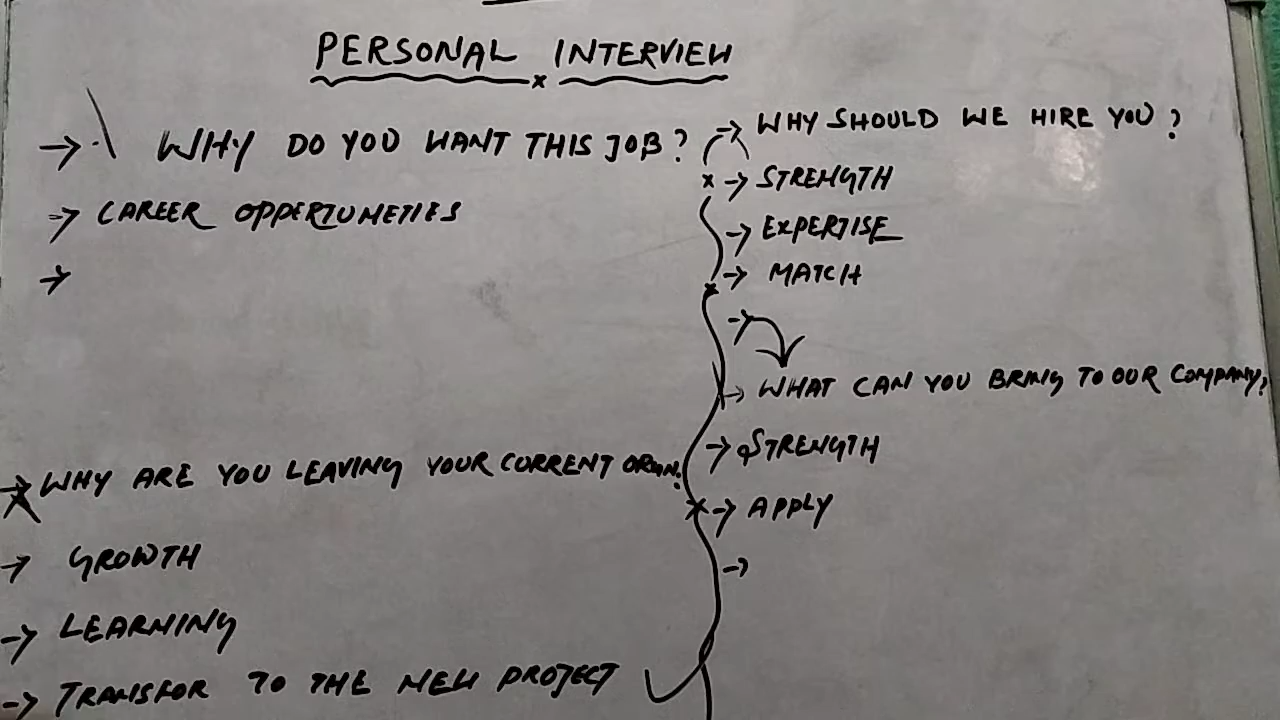 PERSONAL INTERVIEW
WHY DO YOU WANT THIS JOB?
CAREER OPPERTUNETIES
WHY ARE YOU LEAVING YOUR CURRENT ORGN.?
GROWTH
LEARNING
TRANSFOR TO THE NEW PROJECT
WHY SHOULD WE HIRE YOU?
STRENGTH
EXPERTISE
MATCH
WHAT CAN YOU BRING TO OUR COMPANY?
STRENGTH
APPLY